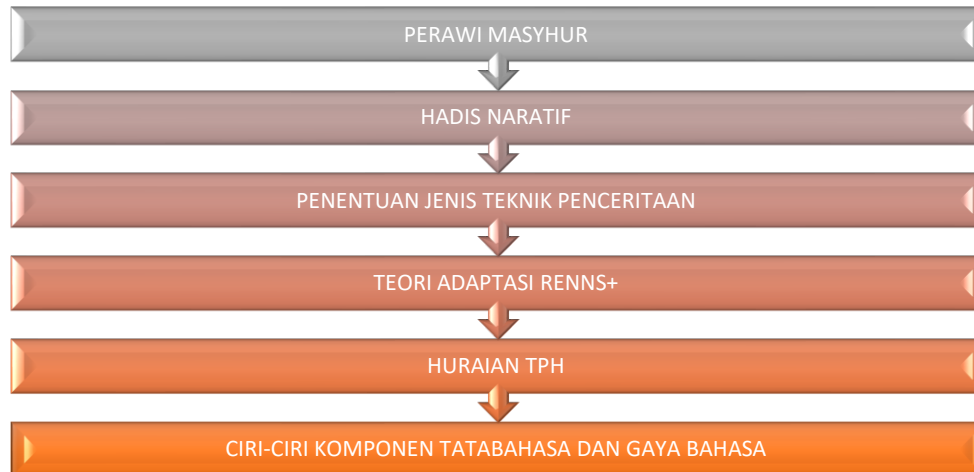 PERAWI MASYHUR
HADIS NARATIF
PENENTUAN JENIS TEKNIK PENCERITAAN
TEORI ADAPTASI RENNS+
HURAIAN TPH
CIRI-CIRI KOMPONEN TATABAHASA DAN GAYA BAHASA